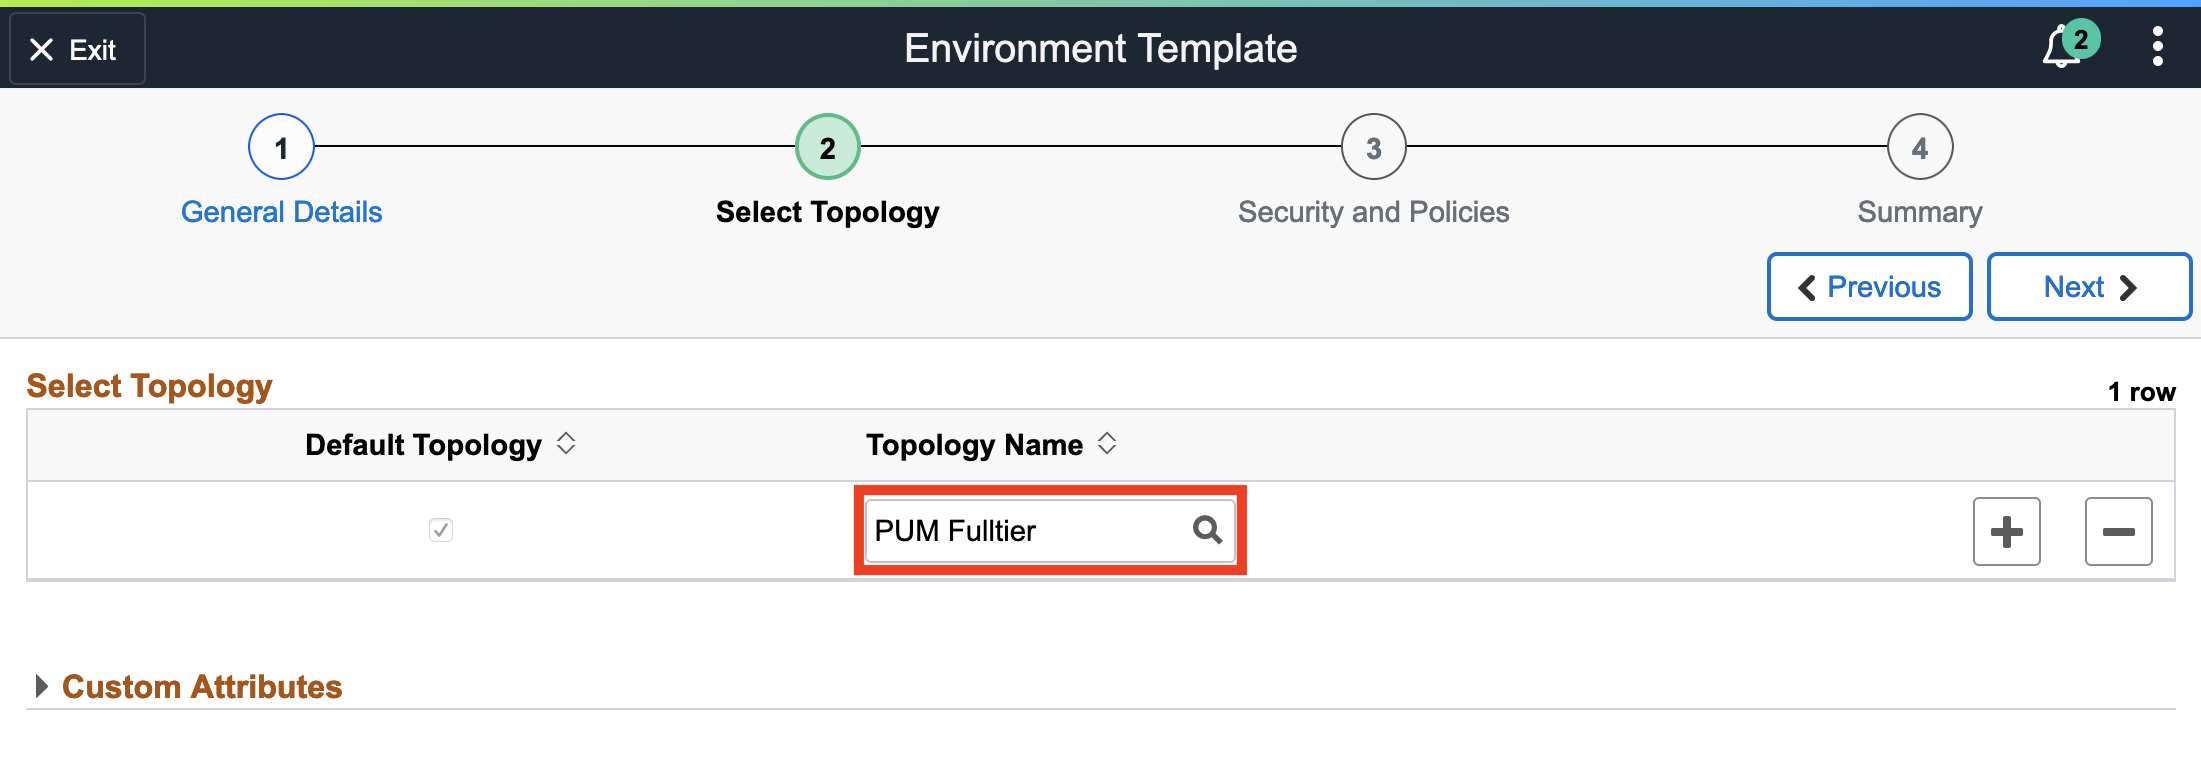 Exit
Environment Template
2
1
2
3
4
General Details
Select Topology
Security and Policies
Summary
Previous
Next
Select Topology
1 row
Default Topology
Topology Name
PUM Fulltier
Custom Attributes